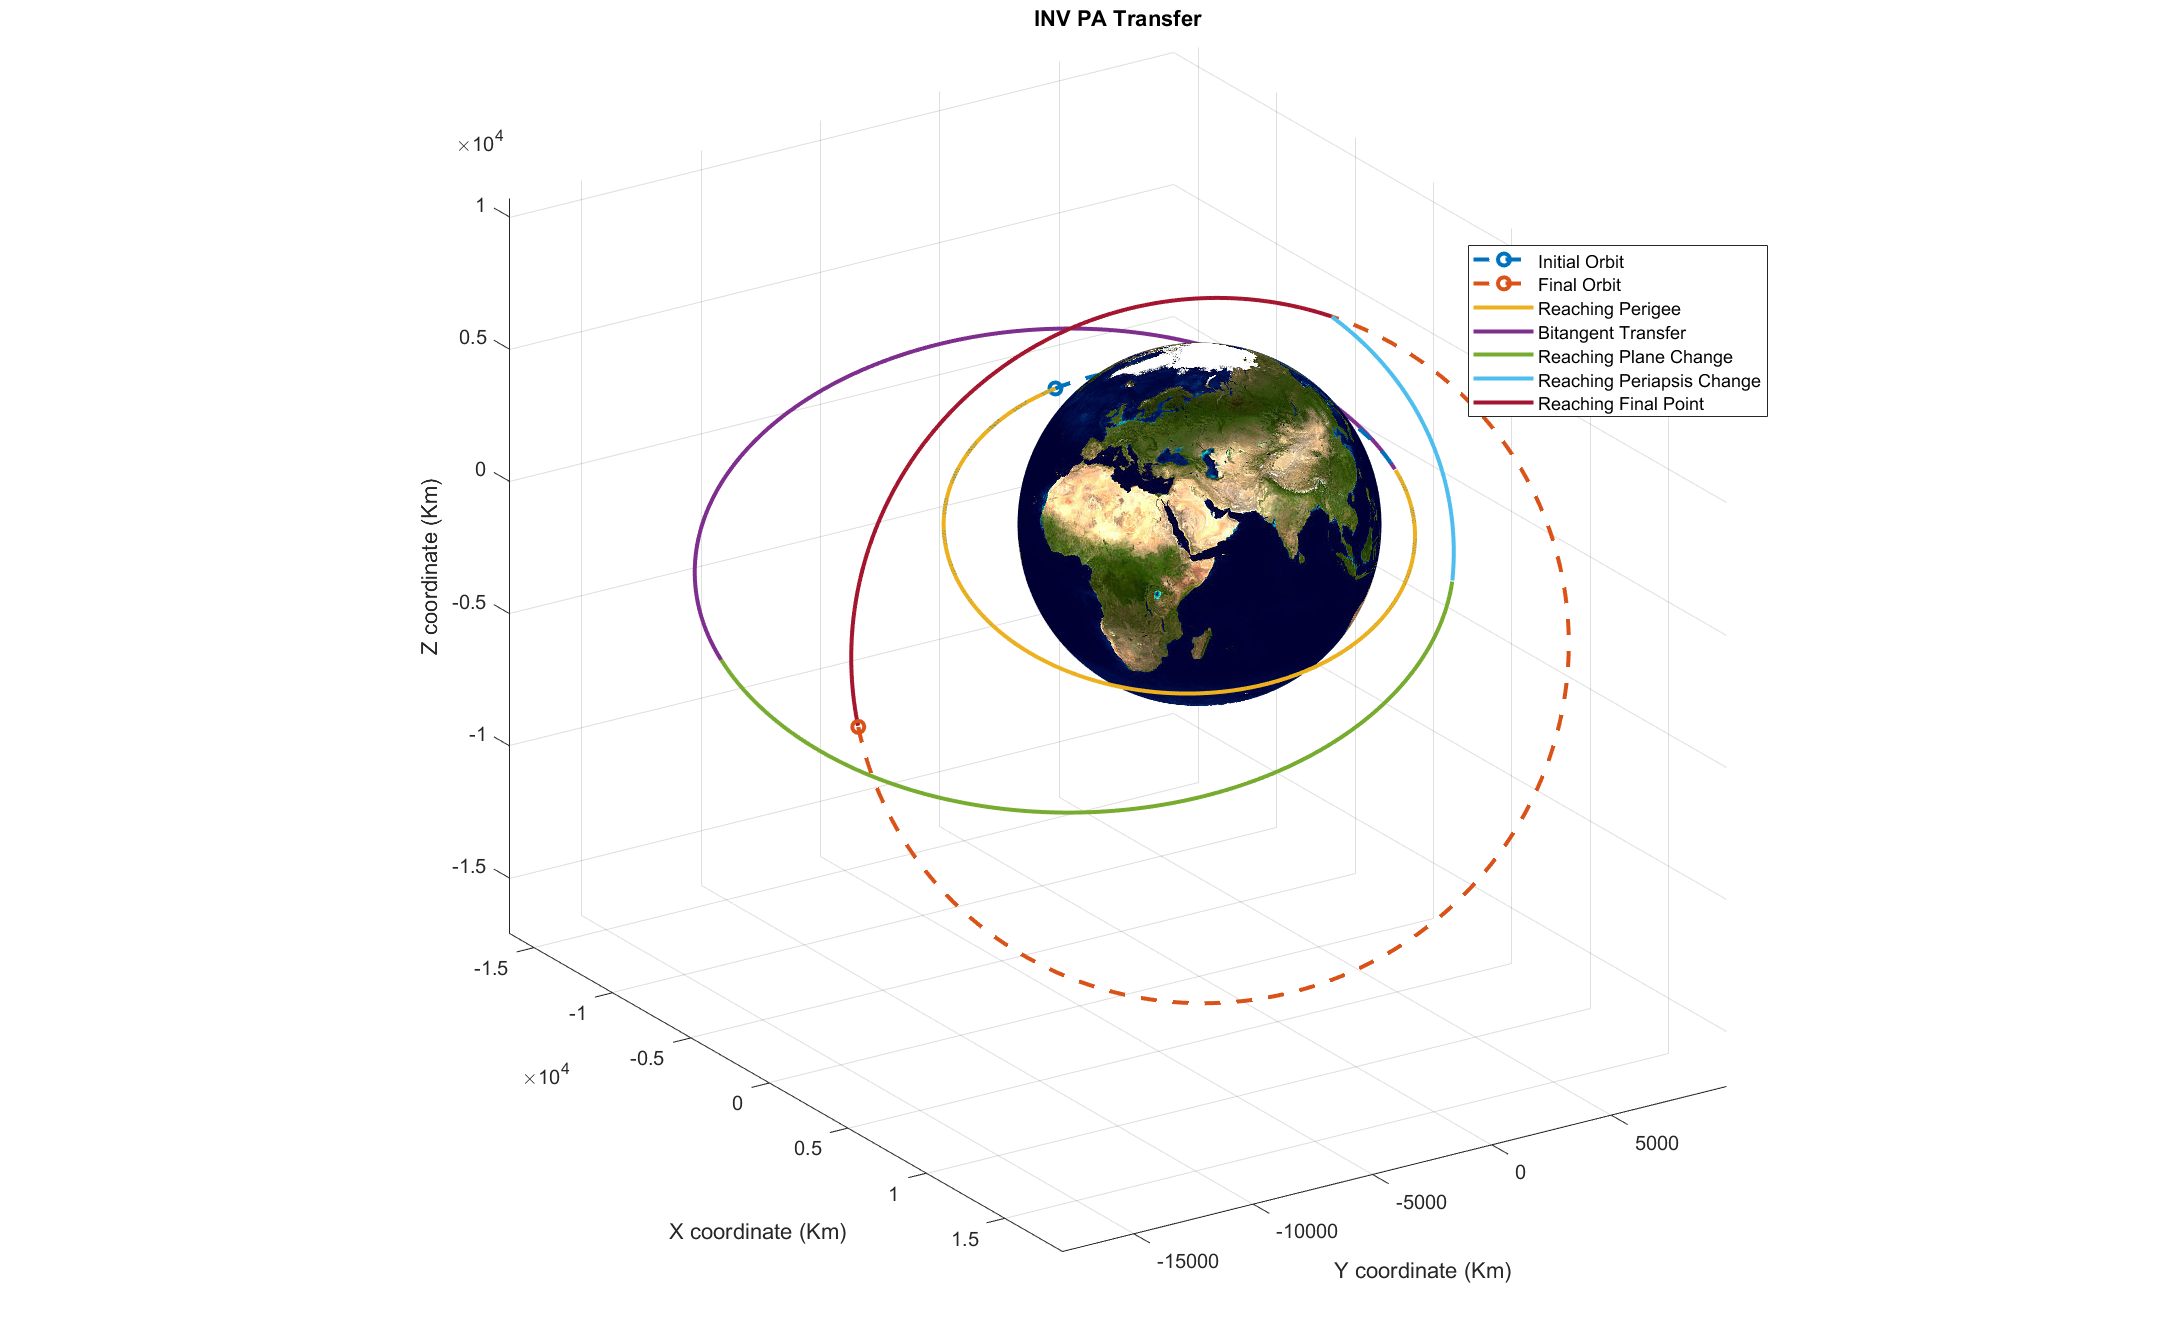 INV PA Transfer
×10^4
1
0.5
0
-0.5
-1
-1.5
Z coordinate (Km)
Initial Orbit
Final Orbit
Reaching Perigee
Bitangent Transfer
Reaching Plane Change
Reaching Periapsis Change
Reaching Final Point
-1.5
-1
-0.5
0
0.5
1
1.5
×10^4
X coordinate (Km)
5000
0
-5000
-10000
-15000
Y coordinate (Km)